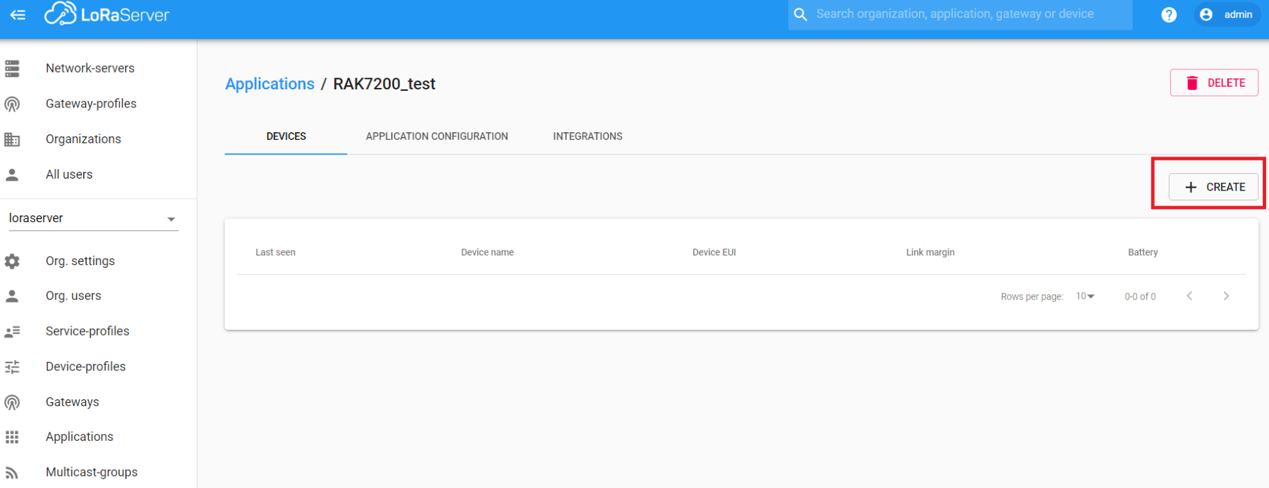 LoRaServer
Search organization, application, gateway or device
? admin
Network-servers
Gateway-profiles
Organizations
All users
loraserver
Org. settings
Org. users
Service-profiles
Device-profiles
Gateways
Applications
Multicast-groups
Applications / RAK7200_test
DELETE
DEVICES APPLICATION CONFIGURATION INTEGRATIONS
+ CREATE
Last seen Device name Device EUI Link margin Battery
Rows per page: 10 0-0 of 0